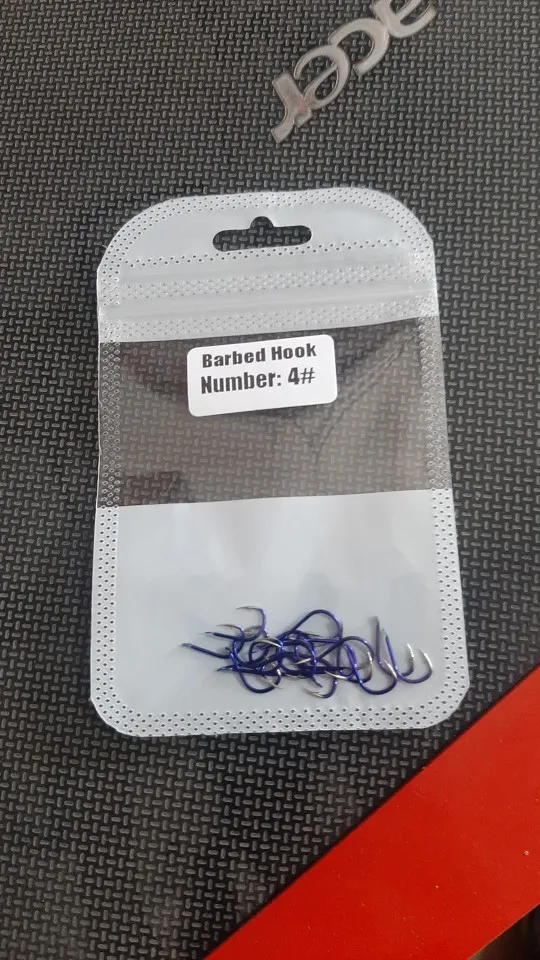 acer
Barbed Hook
Number: 4#